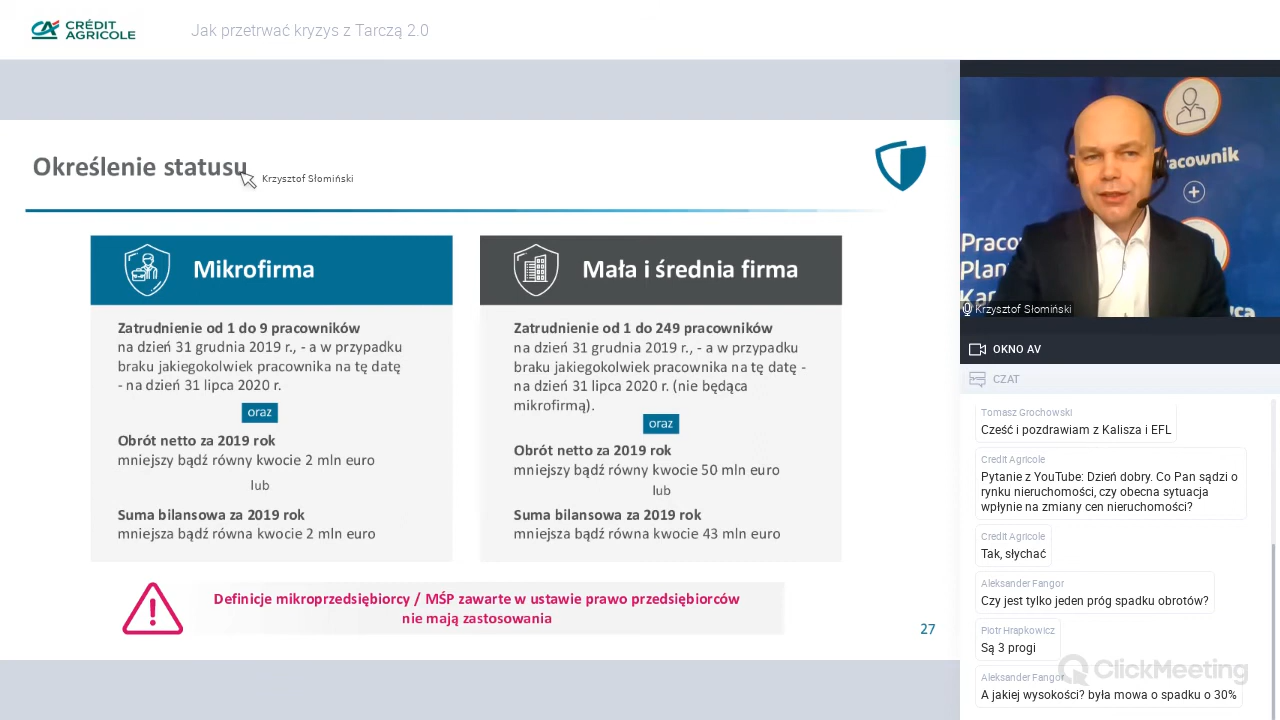 CRÉDIT
AGRICOLE
Jak przetrwać kryzys z Tarczą 2.0
Określenie statusu
Krzysztof Słomiński
Mikrofirma
Zatrudnienie od 1 do 9 pracowników
na dzień 31 grudnia 2019 r., - a w przypadku
braku jakiegokolwiek pracownika na tę datę
- na dzień 31 lipca 2020 r.
oraz
Obrót netto za 2019 rok
mniejszy bądź równy kwocie 2 mln euro
lub
Suma bilansowa za 2019 rok
mniejsza bądź równa kwocie 2 mln euro
Mała i średnia firma
Zatrudnienie od 1 do 249 pracowników
na dzień 31 grudnia 2019 r., - a w przypadku
braku jakiegokolwiek pracownika na tę datę -
na dzień 31 lipca 2020 r. (nie będąca
mikrofirmą).
oraz
Obrót netto za 2019 rok
mniejszy bądź równy kwocie 50 mln euro
lub
Suma bilansowa za 2019 rok
mniejsza bądź równa kwocie 43 mln euro
Definicje mikroprzedsiębiorcy / MŚP zawarte w ustawie prawo przedsiębiorców
nie mają zastosowania
27
racownik
Praco
Plan
Ka
Krzysztof Słomiński
OKNO AV
CZAT
Tomasz Grochowski
Cześć i pozdrawiam z Kalisza i EFL
Credit Agricole
Pytanie z YouTube: Dzień dobry. Co Pan sądzi o
rynku nieruchomości, czy obecna sytuacja
wpłynie na zmiany cen nieruchomości?
Credit Agricole
Tak, słychać
Aleksander Fangor
Czy jest tylko jeden próg spadku obrotów?
Piotr Hrapkowicz
Są 3 progi
Aleksander Fangor
A jakiej wysokości? była mowa o spadku o 30%
ClickMeeting